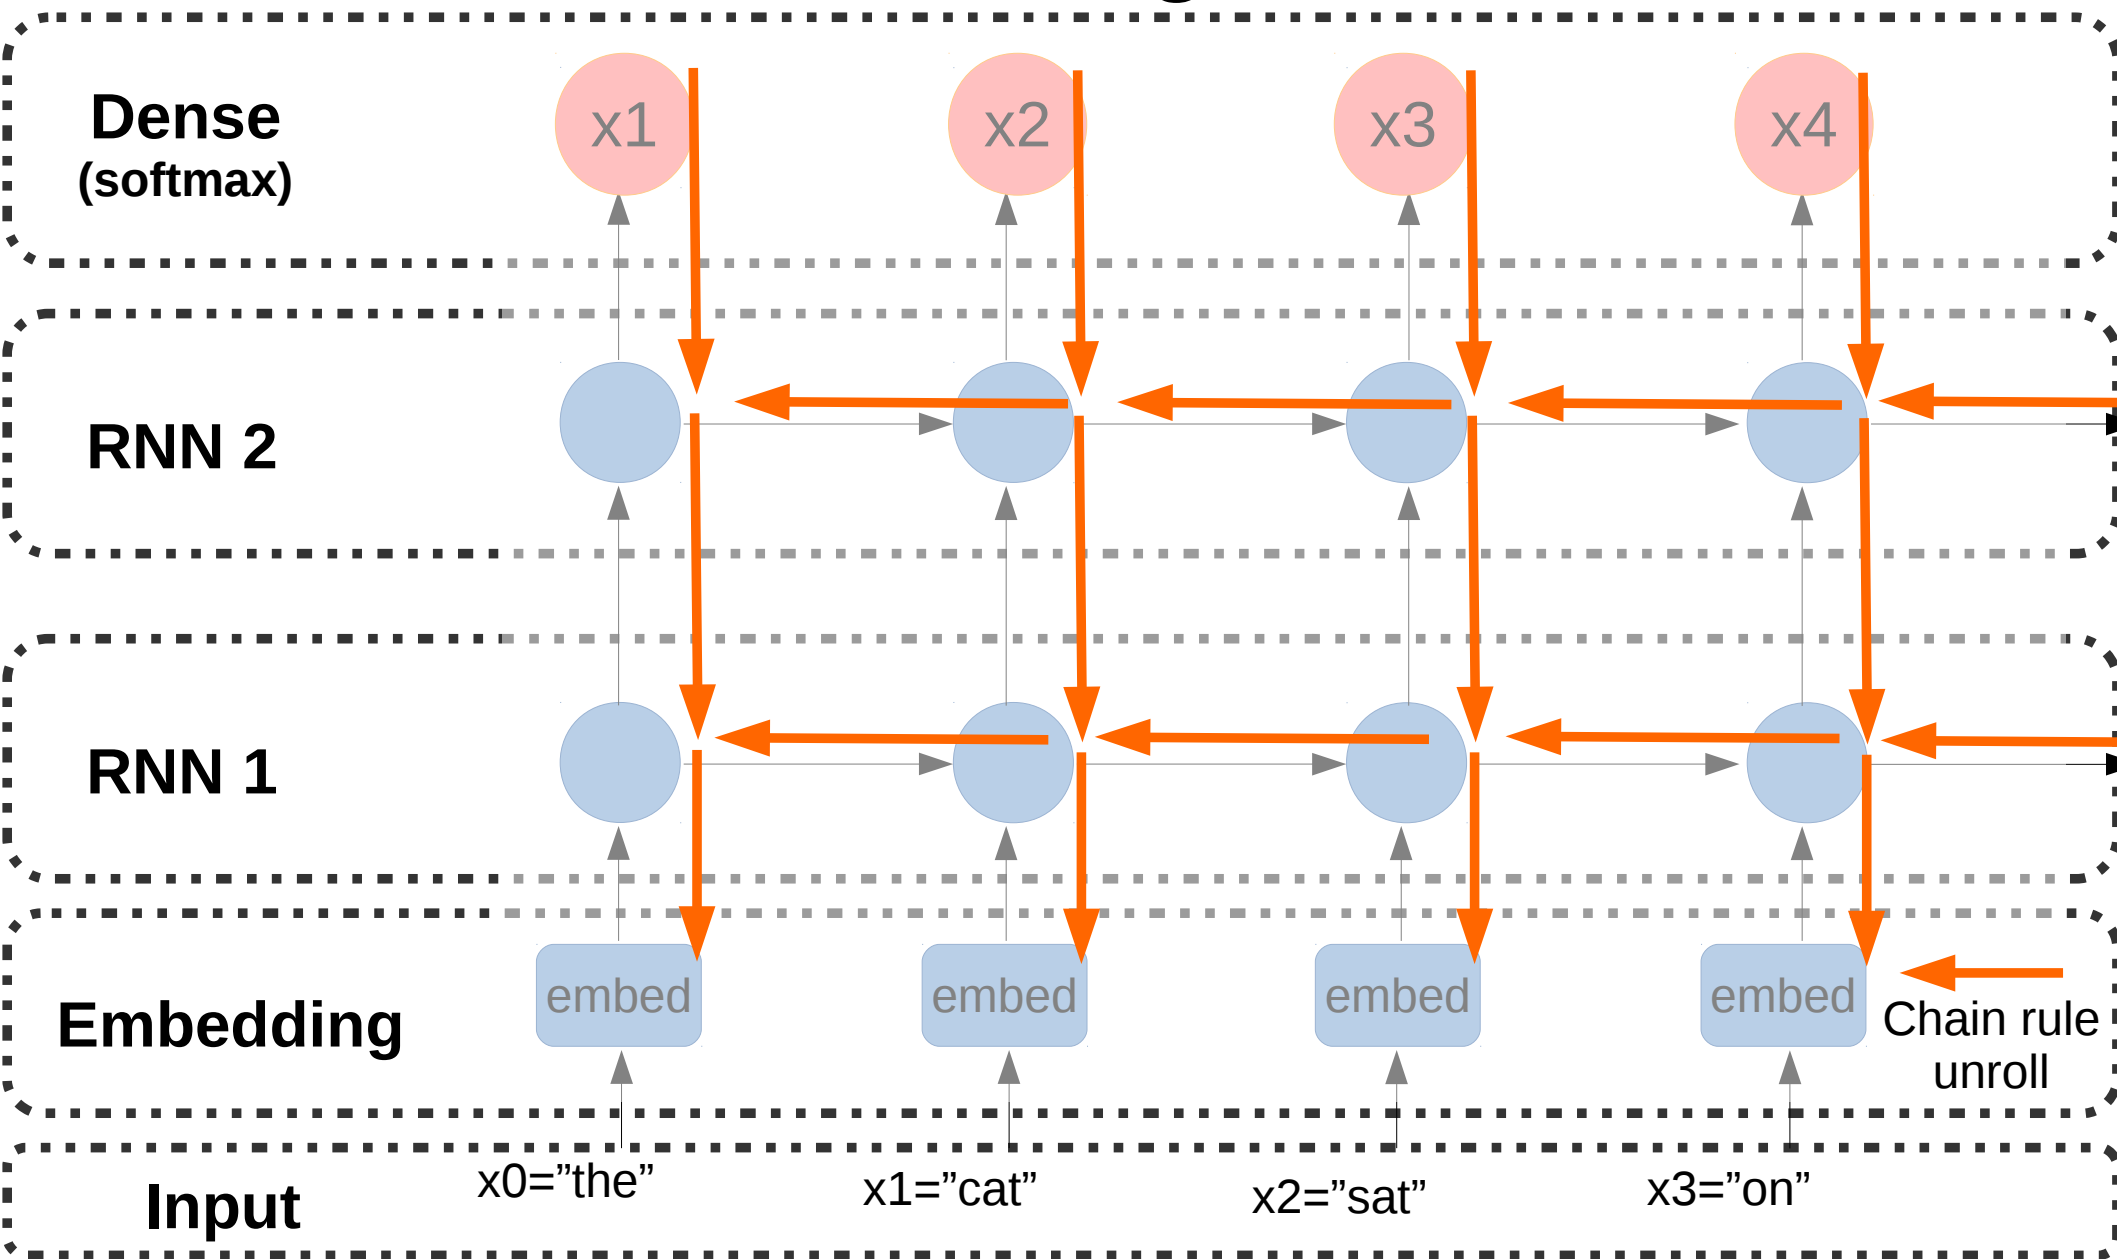 Dense
(softmax)
x1
x2
x3
x4
RNN 2
RNN 1
Embedding
embed
embed
embed
embed
Chain rule
unroll
Input
x0=”the”
x1=”cat”
x2=”sat”
x3=”on”